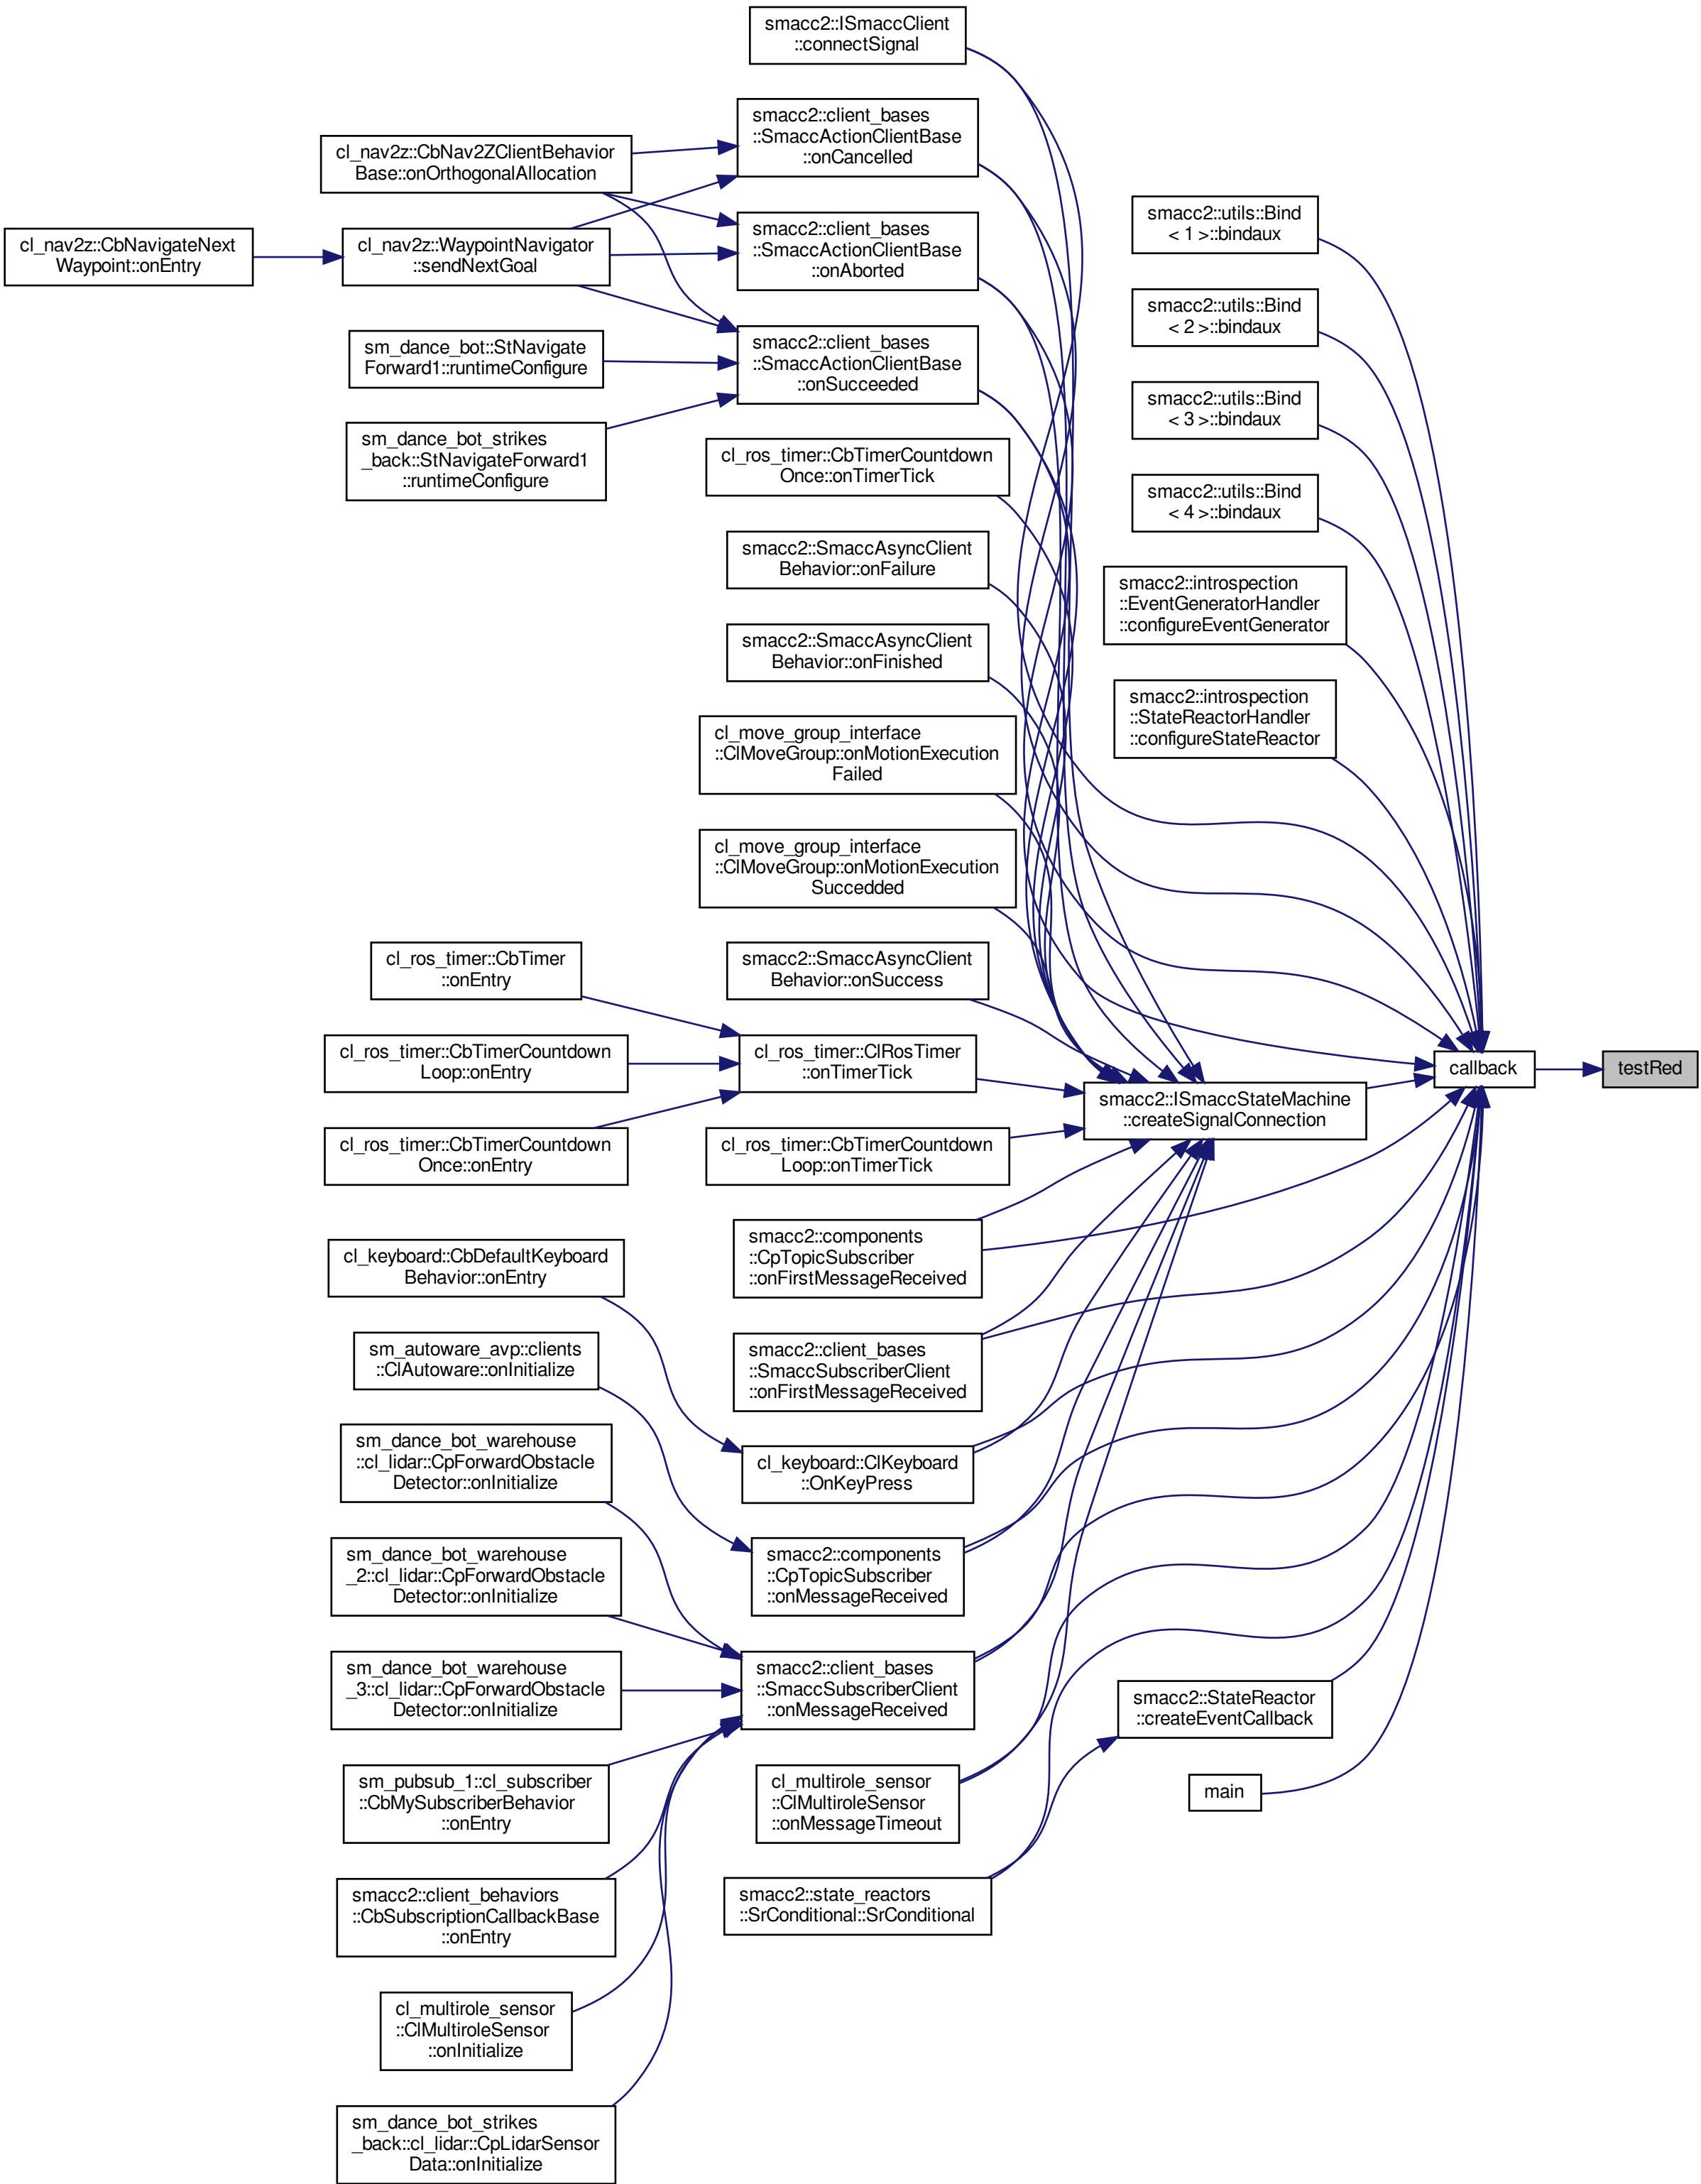 smacc2::ISmaccClient
::connectSignal
smacc2::client_bases
::SmaccActionClientBase
::onCancelled
cl_nav2z::CbNav2ZClientBehavior
Base::onOrthogonalAllocation
smacc2::utils::Bind
< 1 >::bindaux
smacc2::client_bases
::SmaccActionClientBase
::onAborted
cl_nav2z::CbNavigateNext
Waypoint::onEntry
cl_nav2z::WaypointNavigator
::sendNextGoal
smacc2::utils::Bind
< 2 >::bindaux
smacc2::client_bases
::SmaccActionClientBase
::onSucceeded
sm_dance_bot::StNavigate
Forward1::runtimeConfigure
smacc2::utils::Bind
< 3 >::bindaux
sm_dance_bot_strikes
_back::StNavigateForward1
::runtimeConfigure
cl_ros_timer::CbTimerCountdown
Once::onTimerTick
smacc2::utils::Bind
< 4 >::bindaux
smacc2::SmaccAsyncClient
Behavior::onFailure
smacc2::introspection
::EventGeneratorHandler
::configureEventGenerator
smacc2::SmaccAsyncClient
Behavior::onFinished
smacc2::introspection
::StateReactorHandler
::configureStateReactor
cl_move_group_interface
::ClMoveGroup::onMotionExecution
Failed
cl_move_group_interface
::ClMoveGroup::onMotionExecution
Succedded
cl_ros_timer::CbTimer
::onEntry
smacc2::SmaccAsyncClient
Behavior::onSuccess
cl_ros_timer::CbTimerCountdown
Loop::onEntry
cl_ros_timer::ClRosTimer
::onTimerTick
callback
testRed
smacc2::ISmaccStateMachine
::createSignalConnection
cl_ros_timer::CbTimerCountdown
Once::onEntry
cl_ros_timer::CbTimerCountdown
Loop::onTimerTick
smacc2::components
::CpTopicSubscriber
::onFirstMessageReceived
cl_keyboard::CbDefaultKeyboard
Behavior::onEntry
smacc2::client_bases
::SmaccSubscriberClient
::onFirstMessageReceived
sm_autoware_avp::clients
::ClAutoware::onInitialize
sm_dance_bot_warehouse
::cl_lidar::CpForwardObstacle
Detector::onInitialize
cl_keyboard::ClKeyboard
::OnKeyPress
sm_dance_bot_warehouse
_2::cl_lidar::CpForwardObstacle
Detector::onInitialize
smacc2::components
::CpTopicSubscriber
::onMessageReceived
sm_dance_bot_warehouse
_3::cl_lidar::CpForwardObstacle
Detector::onInitialize
smacc2::client_bases
::SmaccSubscriberClient
::onMessageReceived
smacc2::StateReactor
::createEventCallback
sm_pubsub_1::cl_subscriber
::CbMySubscriberBehavior
::onEntry
cl_multirole_sensor
::ClMultiroleSensor
::onMessageTimeout
main
smacc2::client_behaviors
::CbSubscriptionCallbackBase
::onEntry
smacc2::state_reactors
::SrConditional::SrConditional
cl_multirole_sensor
::ClMultiroleSensor
::onInitialize
sm_dance_bot_strikes
_back::cl_lidar::CpLidarSensor
Data::onInitialize